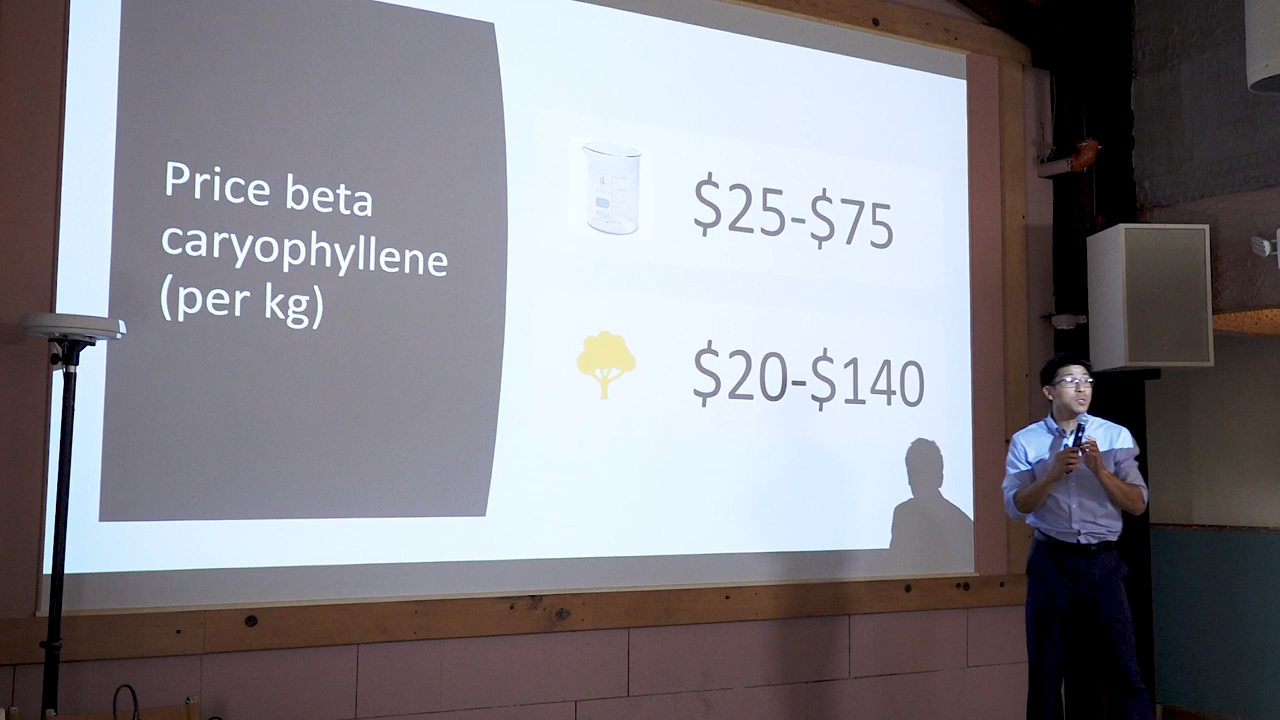 Price beta
caryophyllene
(per kg)
$25-$75
$20-$140